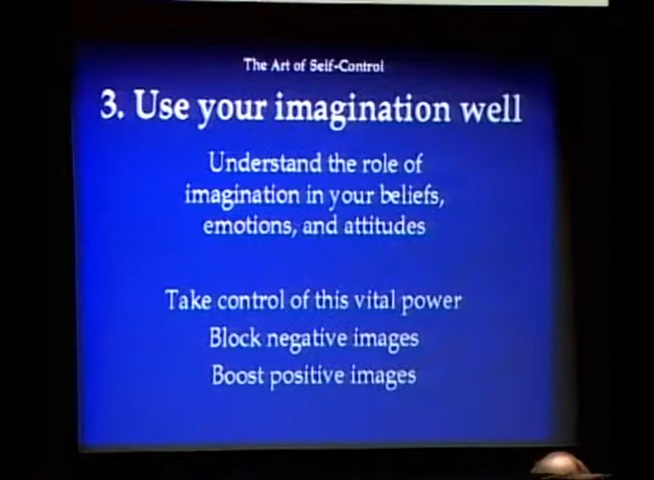 The Art of Self-Control
3. Use your imagination well
Understand the role of
imagination in your beliefs,
emotions, and attitudes
Take control of this vital power
Block negative images
Boost positive images